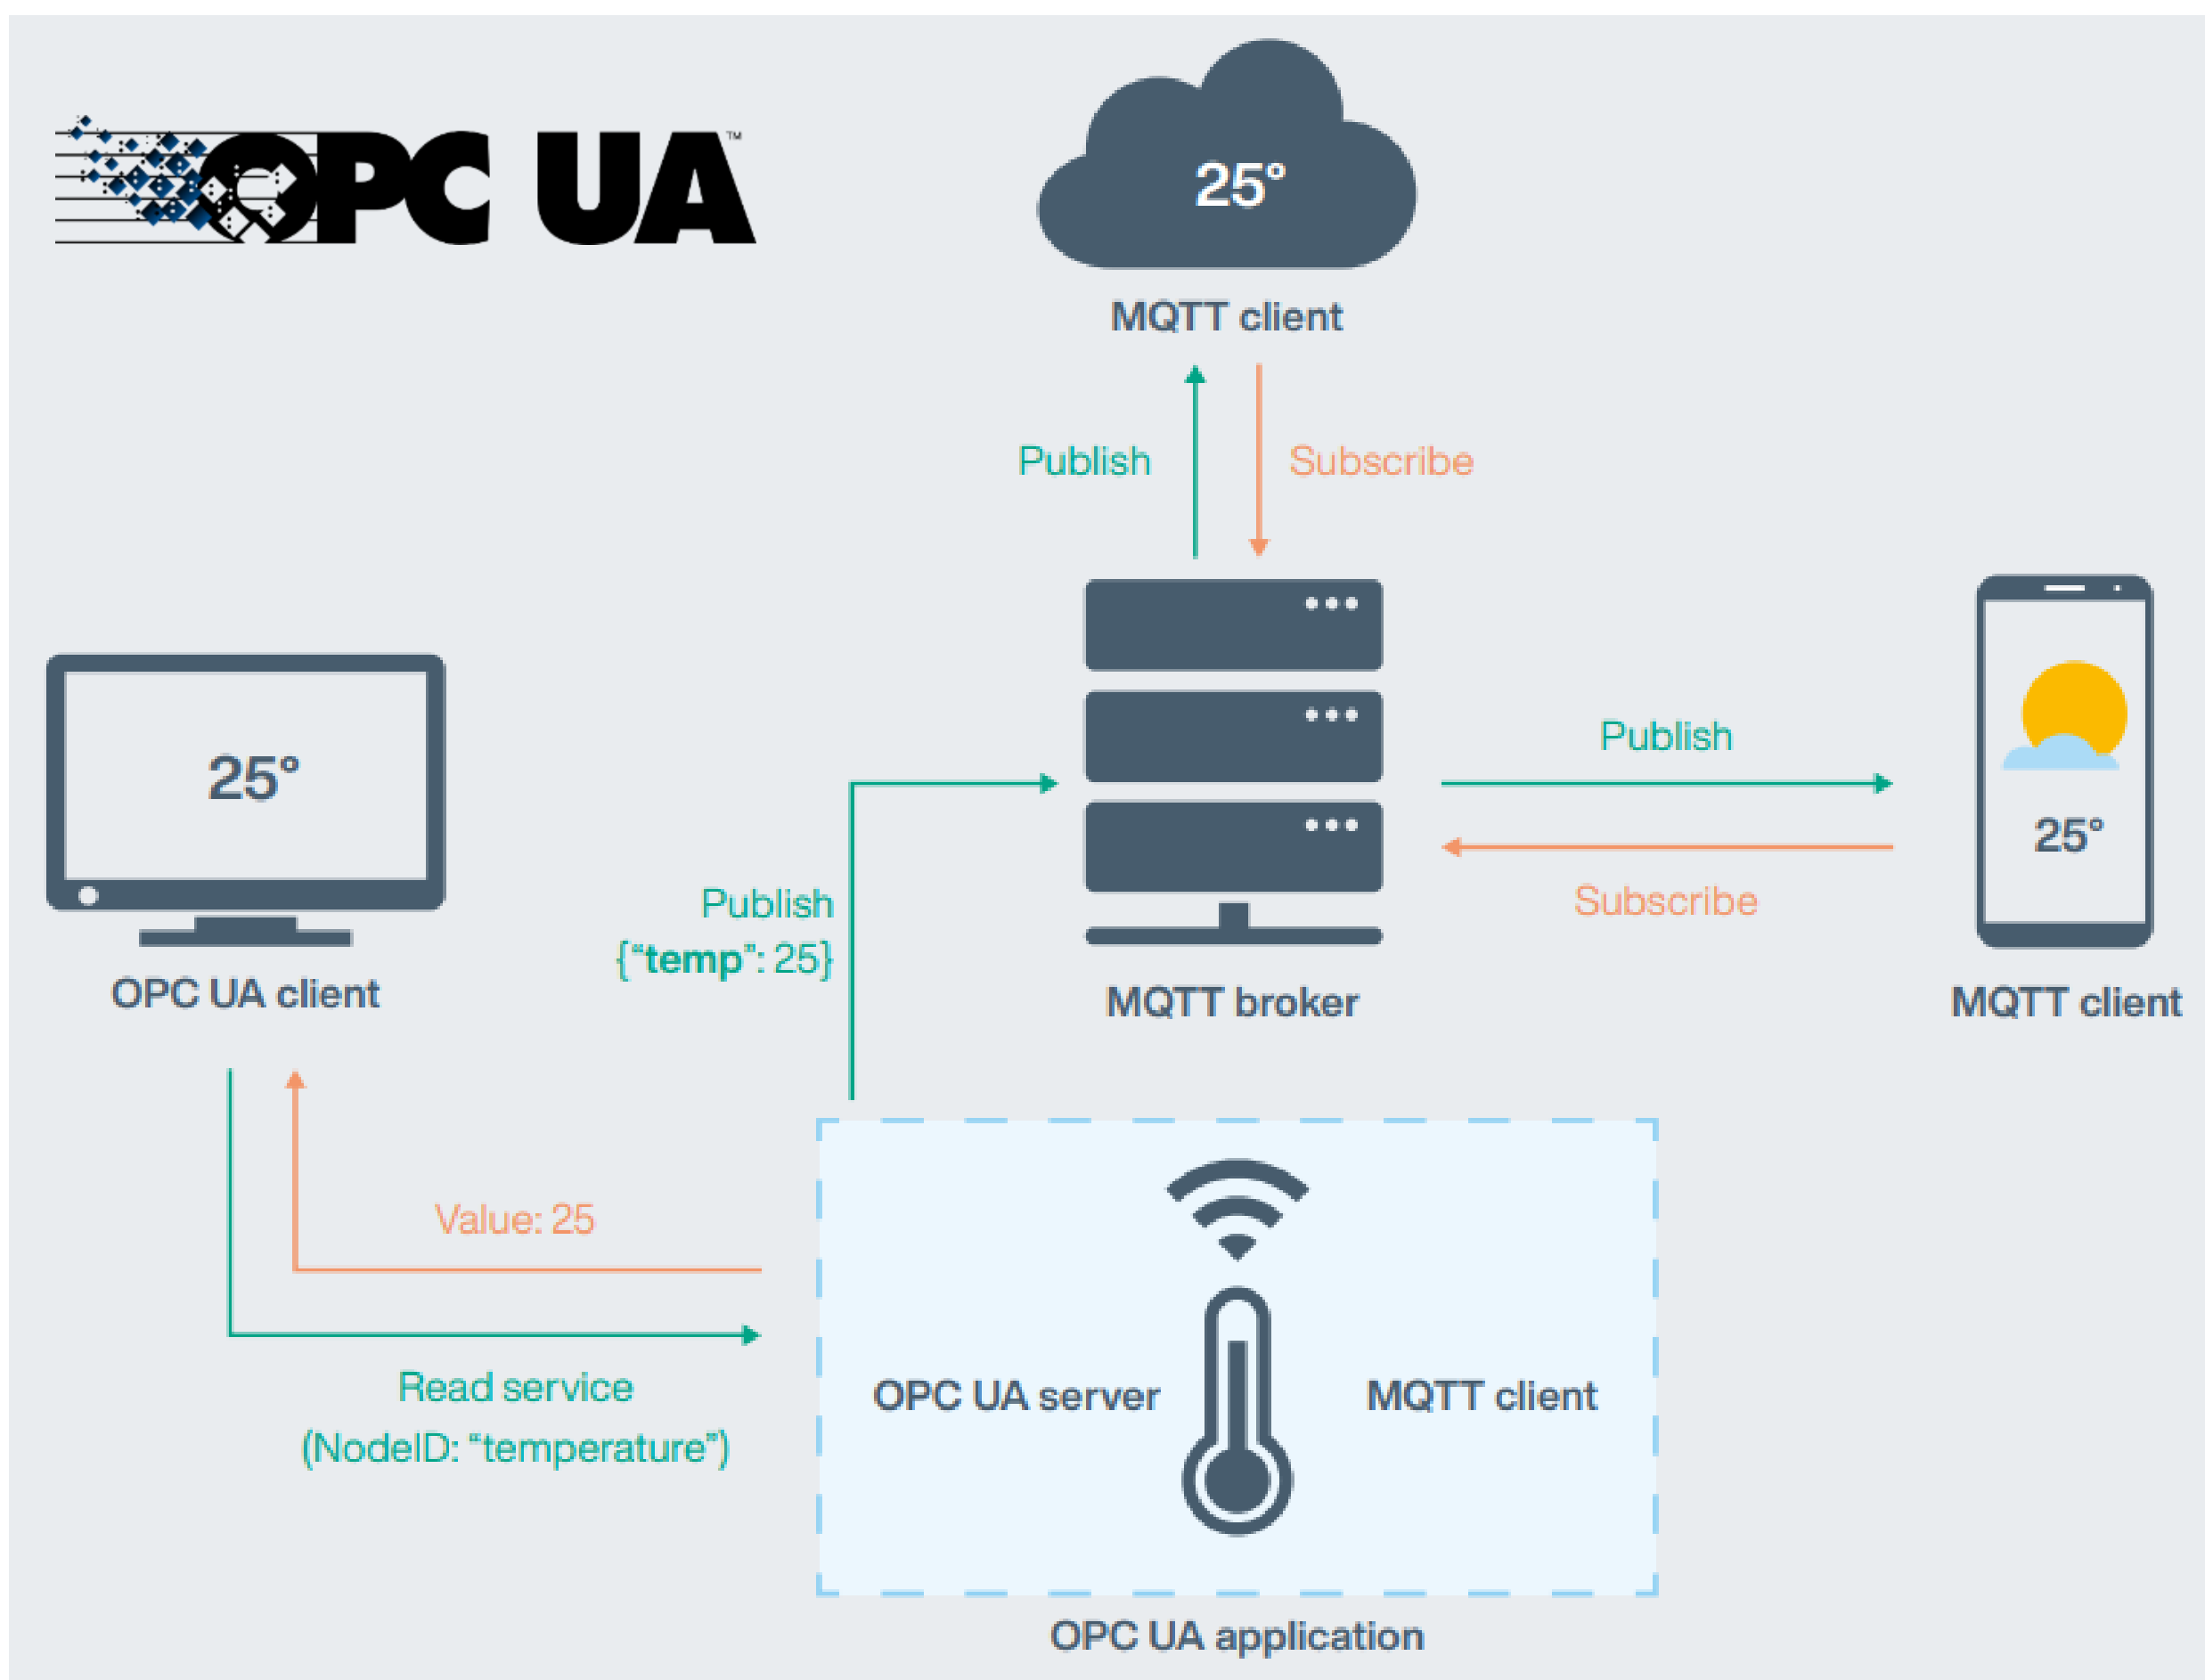 OPC UA™
25°
MQTT client
Publish
Subscribe
25°
OPC UA client
Publish
{“temp”: 25}
MQTT broker
Publish
Subscribe
25°
MQTT client
Value: 25
Read service
(NodeID: “temperature”)
OPC UA server
MQTT client
OPC UA application